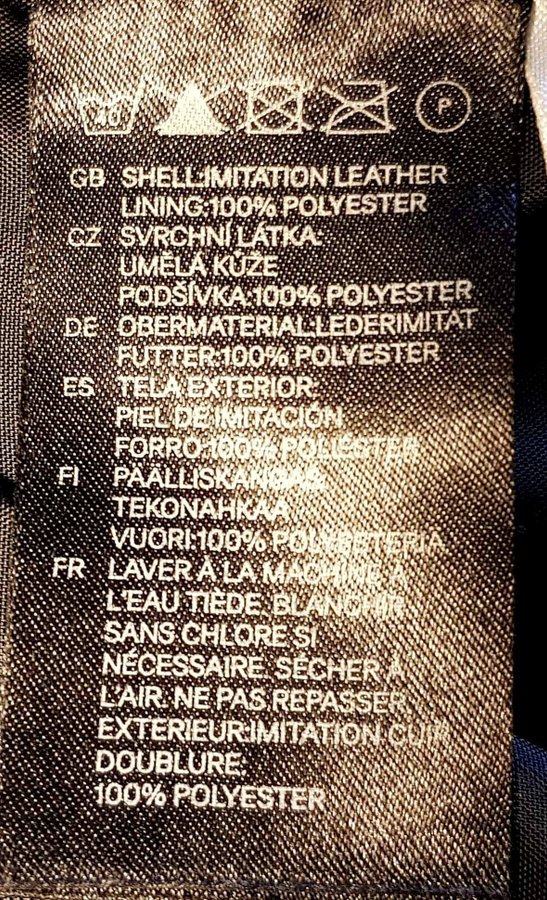 40 P
GB SHELL:IMITATION LEATHER
LINING:100% POLYESTER
CZ SVRCHNÍ LÁTKA:
UMĚLÁ KŮŽE
PODŠÍVKA:100% POLYESTER
DE OBERMATERIAL:LEDERIMITAT
FUTTER:100% POLYESTER
ES TELA EXTERIOR:
PIEL DE IMITACIÓN
FORRO:100% POLIÉSTER
FI PÄÄLLISKANGAS:
TEKONAHKAA
VUORI:100% POLYESTERIA
FR LAVER À LA MACHINE À
L'EAU TIÈDE. BLANCHIR
SANS CHLORE SI
NÉCESSAIRE. SÉCHER À
L'AIR. NE PAS REPASSER
EXTERIEUR:IMITATION CUIR
DOUBLURE:
100% POLYESTER